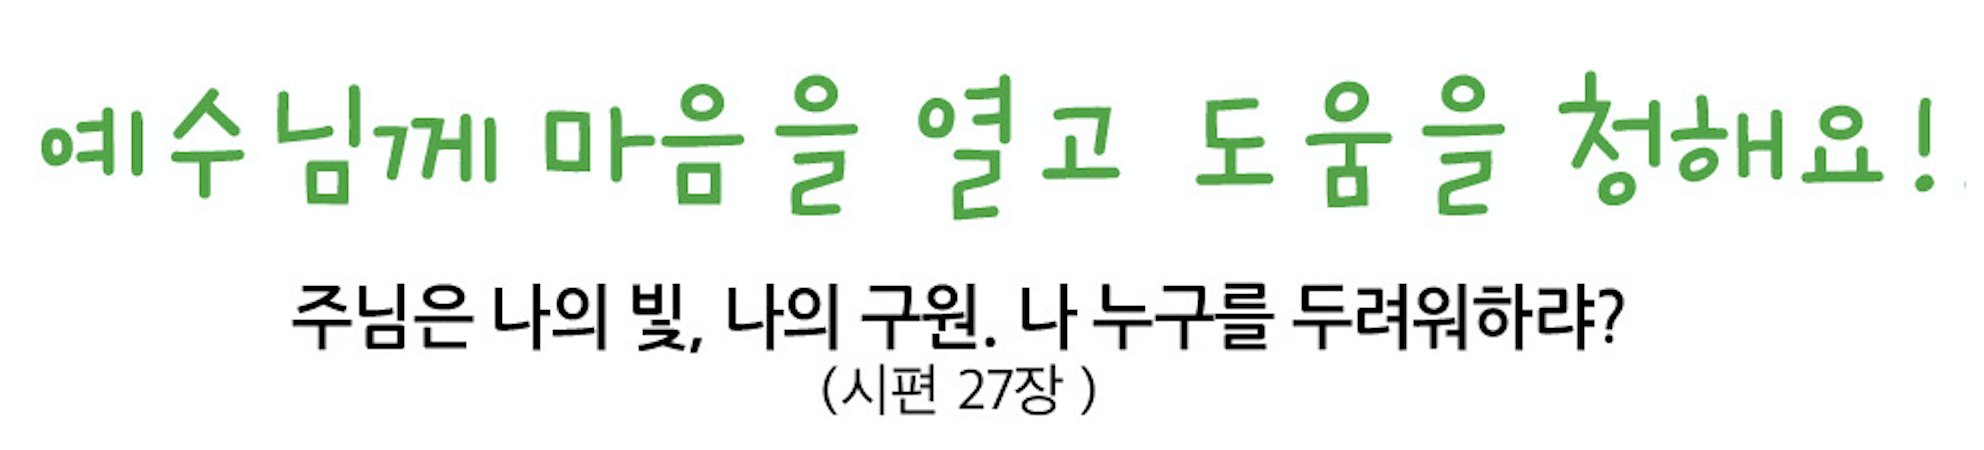 예수님께 마음을 열고 도움을 청해요!
주님은 나의 빛, 나의 구원. 나 누구를 두려워하랴?
(시편 27장 )